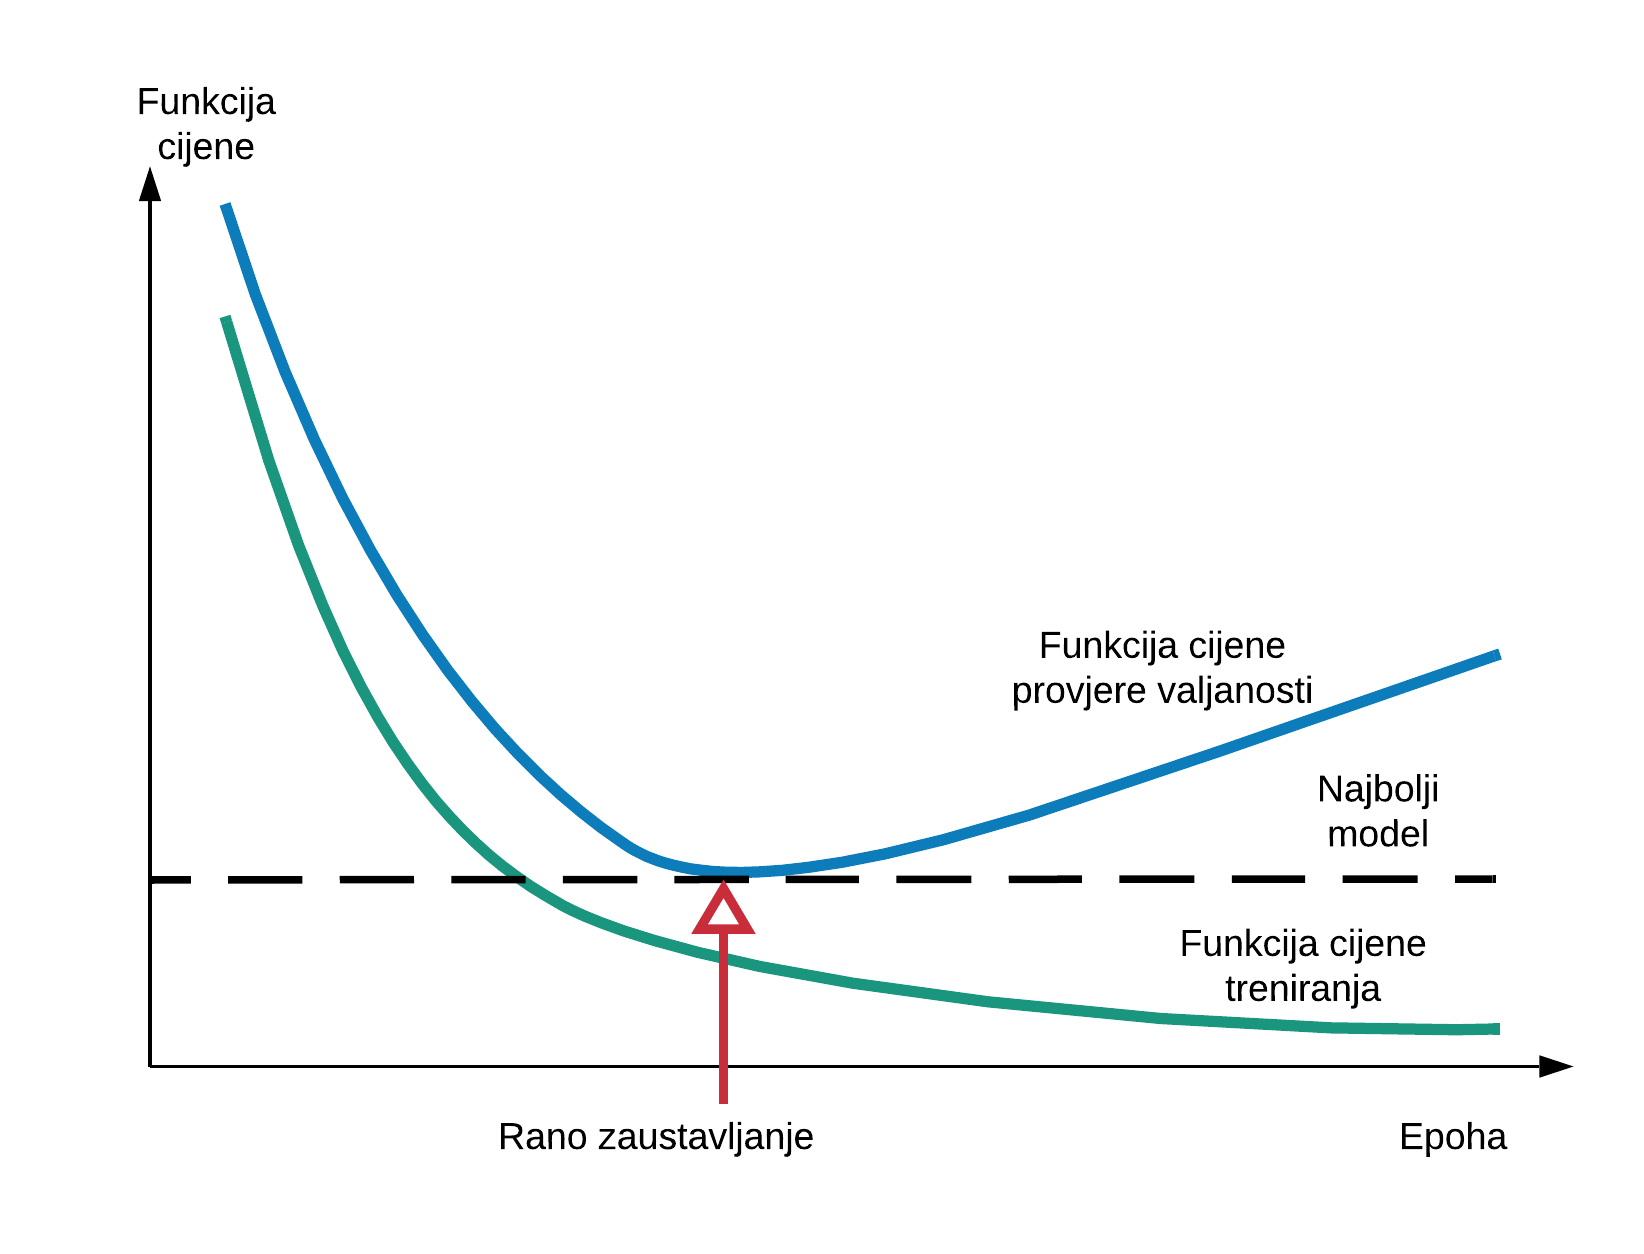 Funkcija
cijene
Funkcija cijene
provjere valjanosti
Najbolji
model
Funkcija cijene
treniranja
Rano zaustavljanje
Epoha